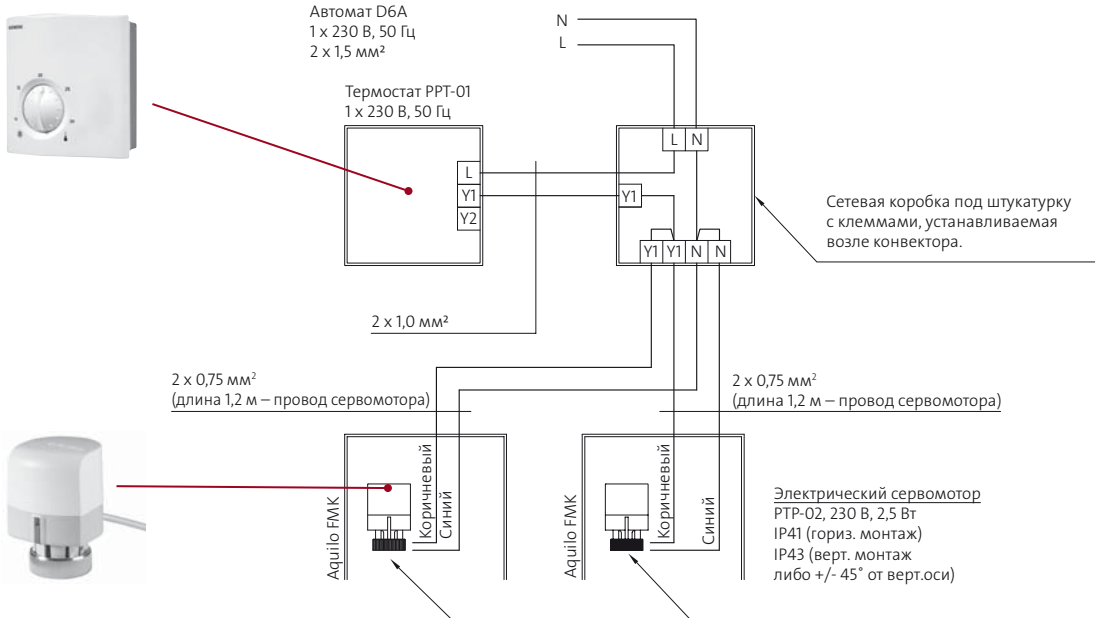 Автомат D6A
1 x 230 В, 50 Гц
2 x 1,5 мм²
N
L
Термостат РРТ-01
1 x 230 В, 50 Гц
L
Y1
Y2
L N
Y1
Y1 Y1 N N
Сетевая коробка под штукатурку
с клеммами, устанавливаемая
возле конвектора.
2 x 1,0 мм²
2 x 0,75 мм²
(длина 1,2 м – провод сервомотора)
2 x 0,75 мм²
(длина 1,2 м – провод сервомотора)
Aquilo FMK
Коричневый
Синий
Aquilo FMK
Коричневый
Синий
Электрический сервомотор
РТР-02, 230 В, 2,5 Вт
IP41 (гориз. монтаж)
IP43 (верт. монтаж
либо +/- 45° от верт.оси)